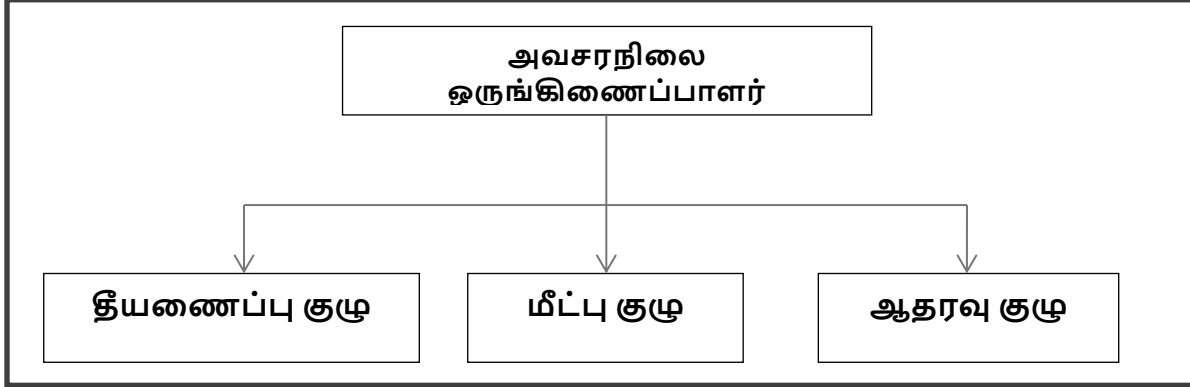 அவசரநிலை
ஒருங்கிணைப்பாளர்
தீயணைப்பு குழு
மீட்பு குழு
ஆதரவு குழு